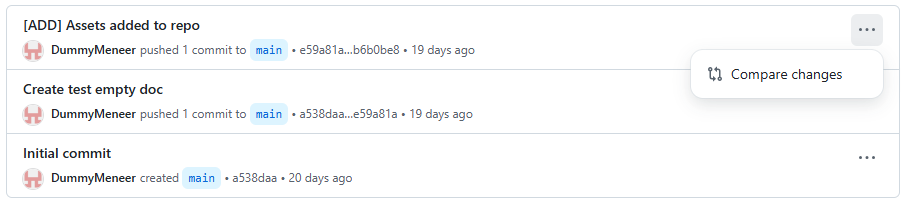 [ADD] Assets added to repo
DummyMeneer pushed 1 commit to main • e59a81a...b6b0be8 • 19 days ago
Compare changes
Create test empty doc
DummyMeneer pushed 1 commit to main • a538daa...e59a81a • 19 days ago
Initial commit
DummyMeneer created main • a538daa • 20 days ago